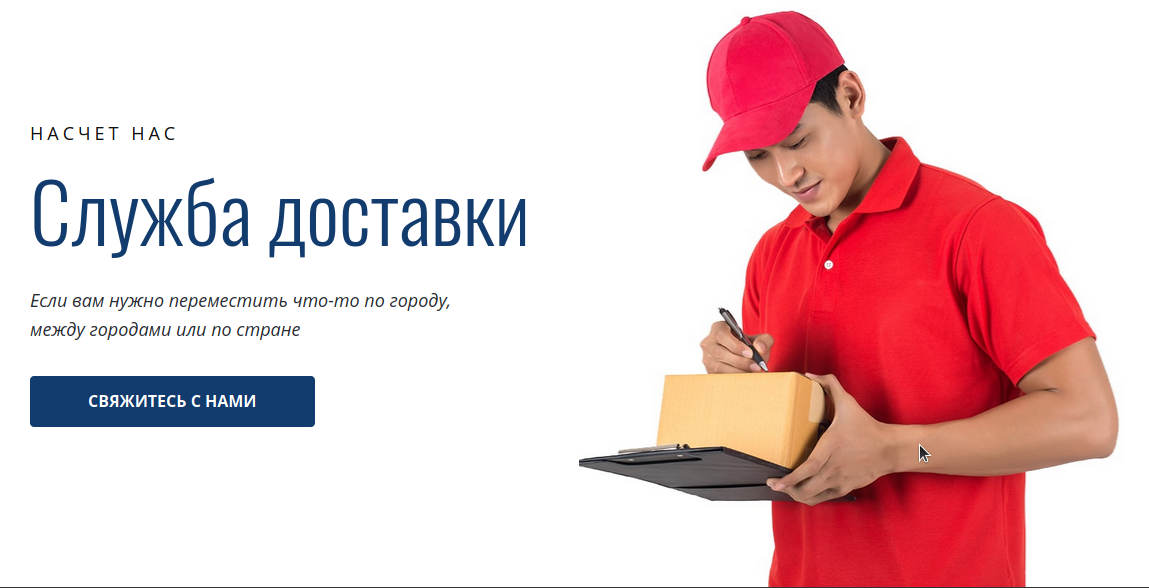 НАСЧЕТ НАС
Служба доставки
Если вам нужно переместить что-то по городу,
между городами или по стране
СВЯЖИТЕСЬ С НАМИ